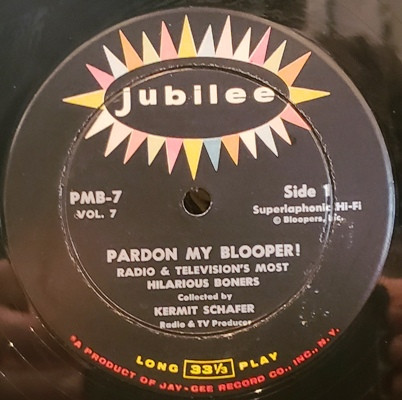 jubilee
PMB-7
VOL. 7
Side 1
Superlaphonic Hi-Fi
© Bloopers, Inc.
PARDON MY BLOOPER!
RADIO & TELEVISION'S MOST
HILARIOUS BONERS
Collected by
KERMIT SCHAFER
Radio & TV Producer
LONG 33⅓ PLAY
*A PRODUCT OF JAY-GEE RECORD CO., INC., N. Y.